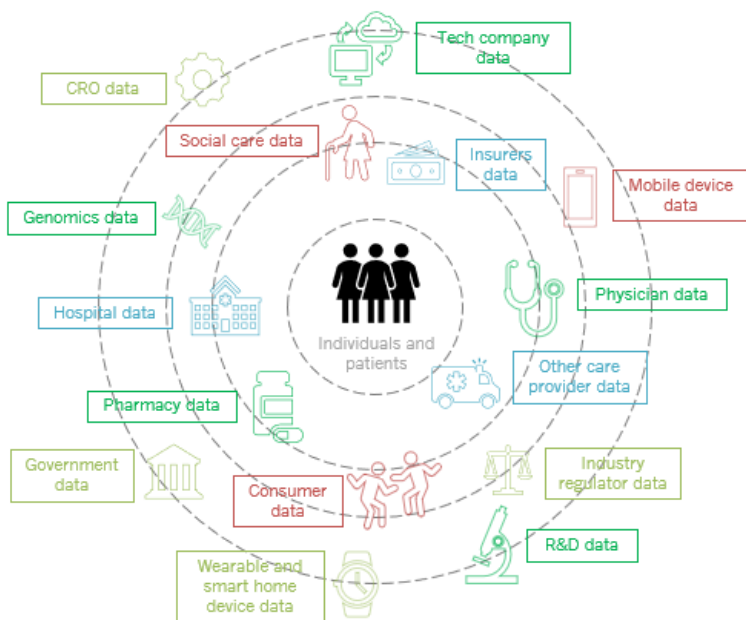 Tech company
data
CRO data
Social care data
Insurers
data
Mobile device
data
Genomics data
Physician data
Hospital data
Individuals and
patients
Other care
provider data
Pharmacy data
Government
data
Consumer
data
Industry
regulator data
R&D data
Wearable and
smart home
device data